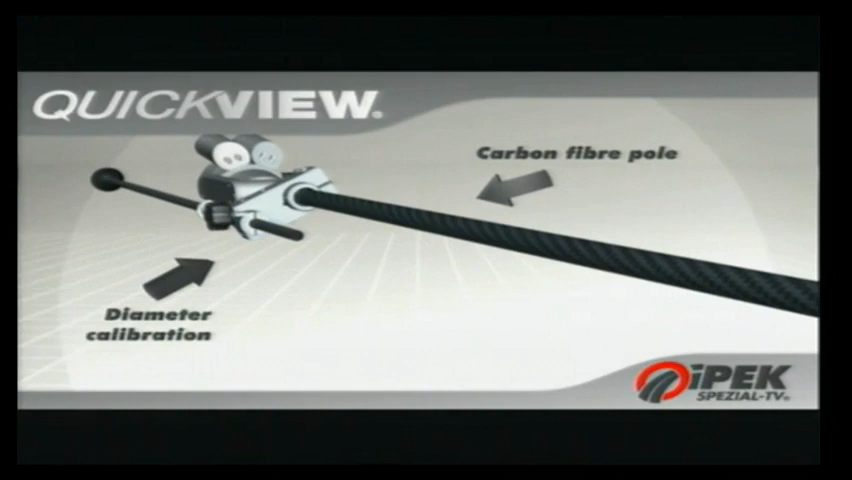 QUICKVIEW®
Carbon fibre pole
Diameter
calibration
iPEK
SPEZIAL-TV®